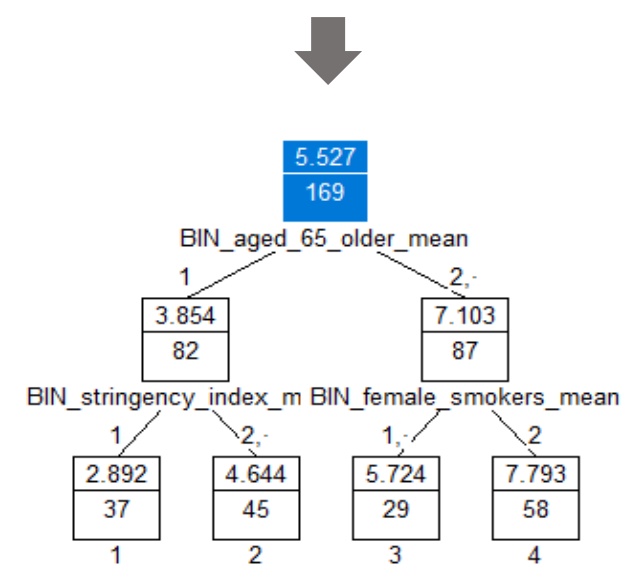 5.527
169
BIN_aged_65_older_mean
1 2,.
3.854 7.103
82 87
BIN_stringency_index_m BIN_female_smokers_mean
1 2,. 1,. 2
2.892 4.644 5.724 7.793
37 45 29 58
1 2 3 4